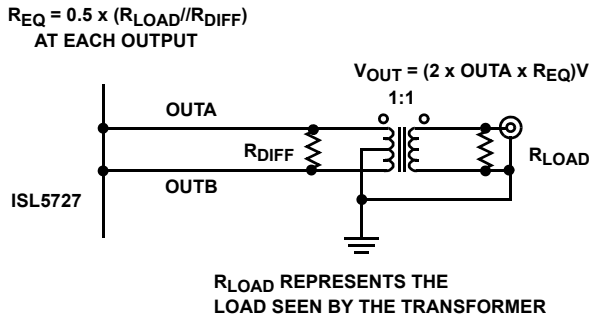 R_EQ = 0.5 x (R_LOAD//R_DIFF)
AT EACH OUTPUT
V_OUT = (2 x OUTA x R_EQ)V
1:1
OUTA
R_DIFF
R_LOAD
OUTB
ISL5727
R_LOAD REPRESENTS THE
LOAD SEEN BY THE TRANSFORMER